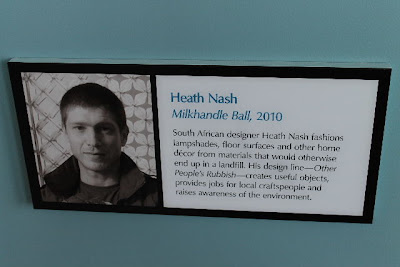 Heath Nash
Milkhandle Ball, 2010
South African designer Heath Nash fashions
lampshades, floor surfaces and other home
décor from materials that would otherwise
end up in a landfill. His design line—Other
People's Rubbish—creates useful objects,
provides jobs for local craftspeople and
raises awareness of the environment.